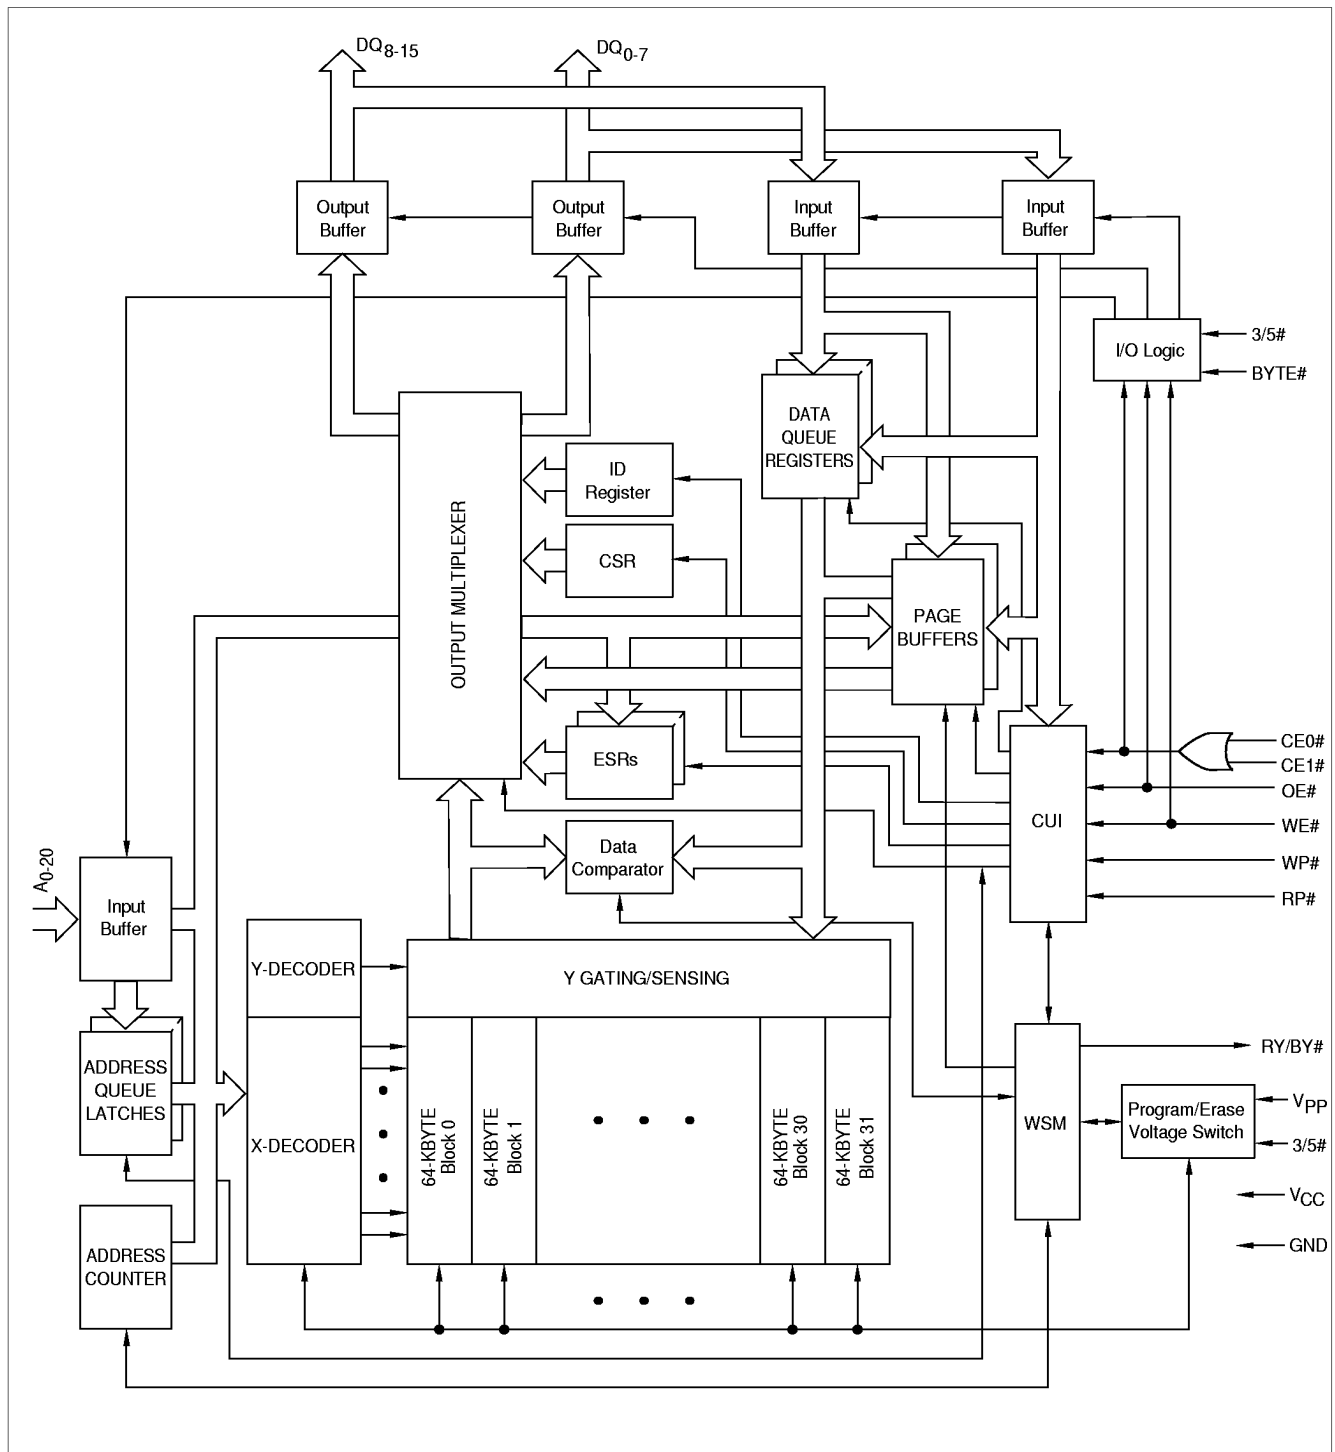 DQ8-15
DQ0-7
Output
Buffer
Output
Buffer
Input
Buffer
Input
Buffer
I/O Logic
3/5#
BYTE#
DATA
QUEUE
REGISTERS
OUTPUT MULTIPLEXER
ID
Register
CSR
PAGE
BUFFERS
ESRs
CE0#
CE1#
OE#
CUI
WE#
WP#
RP#
Data
Comparator
A0-20
Input
Buffer
Y-DECODER
Y GATING/SENSING
ADDRESS
QUEUE
LATCHES
X-DECODER
64-KBYTE
Block 0
64-KBYTE
Block 1
64-KBYTE
Block 30
64-KBYTE
Block 31
WSM
RY/BY#
Program/Erase
Voltage Switch
VPP
3/5#
VCC
GND
ADDRESS
COUNTER